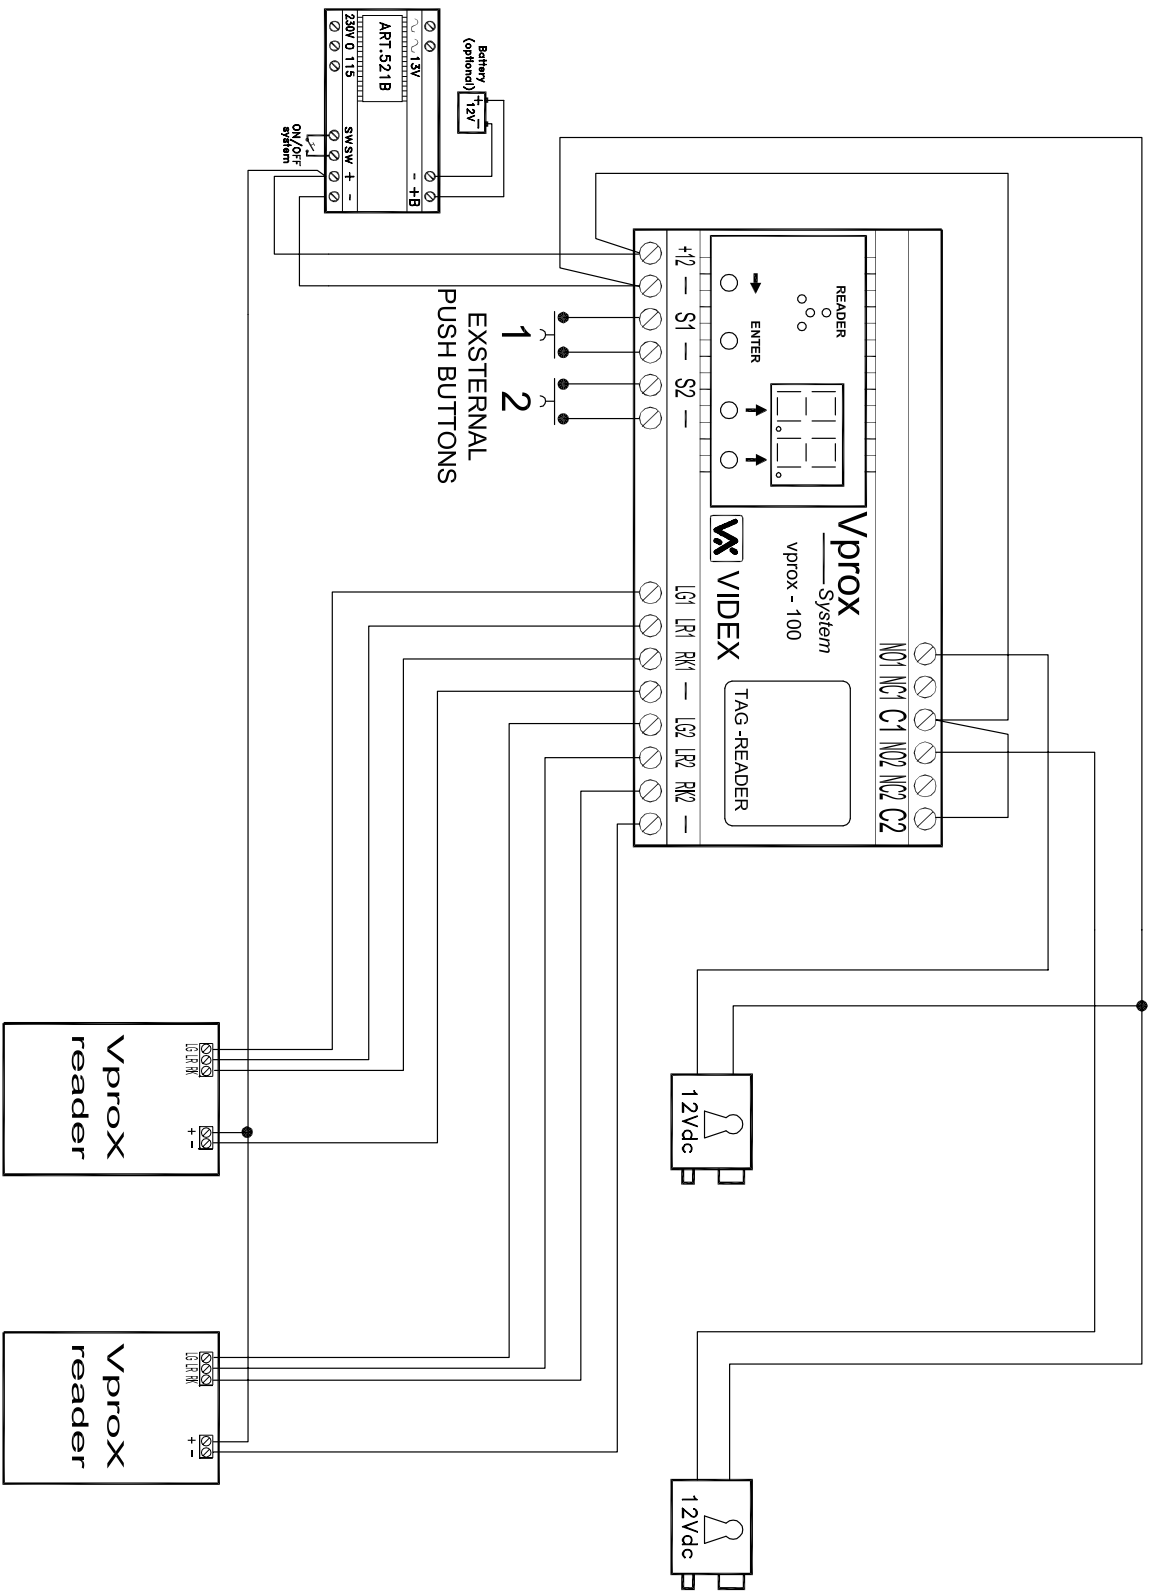 230V 0 115
SW SW + -
ART.521B
∼ ∼ 13V
- +B
ON/OFF
system
Battery
(optional)
+ -
12V
+12 — S1 — S2 —
LG1 LR1 RK1 — LG2 LR2 RK2 —
NO1 NC1 C1 NO2 NC2 C2
READER
ENTER
Vprox
System
vprox - 100
VIDEX
TAG -READER
1
2
EXSTERNAL
PUSH BUTTONS
12Vdc
12Vdc
LG LR RK
+ -
VproX
reader
LG LR RK
+ -
VproX
reader